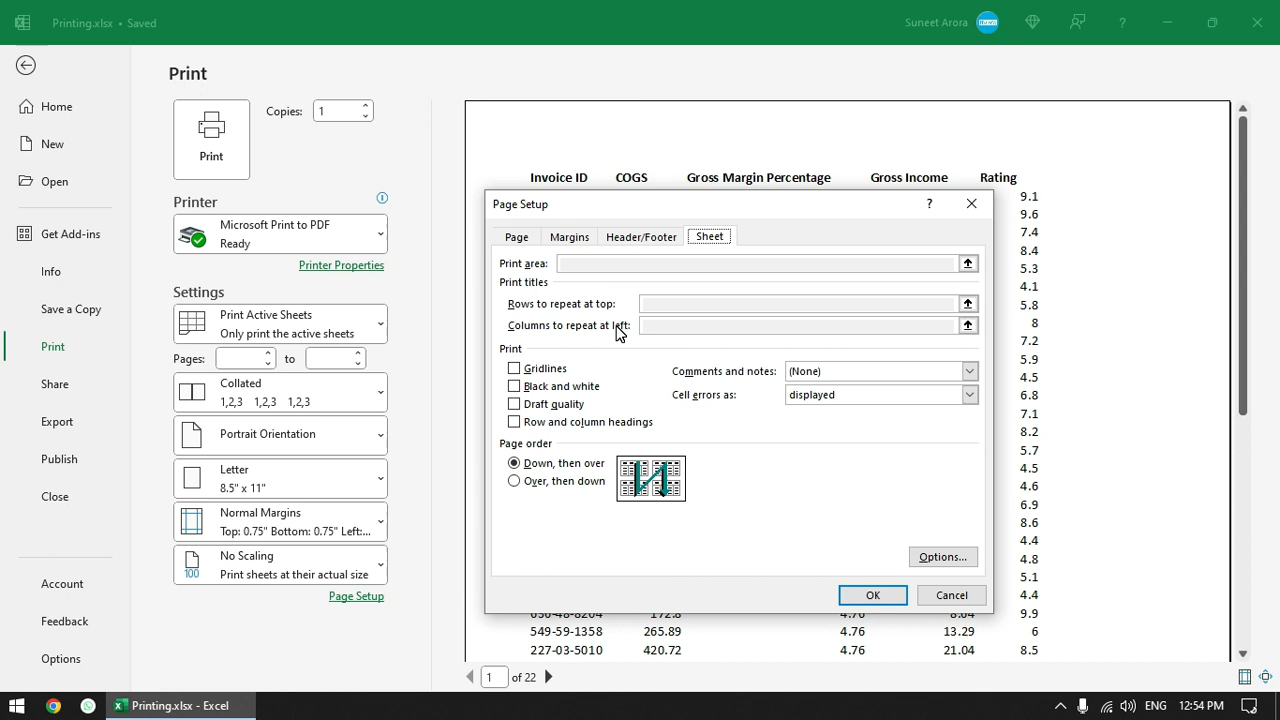 Printing.xlsx • Saved
Suneet Arora
?
Print
Home
New
Open
Get Add-ins
Info
Save a Copy
Print
Share
Export
Publish
Close
Account
Feedback
Options
Print
Copies: 1
Printer
Microsoft Print to PDF
Ready
Printer Properties
Settings
Print Active Sheets
Only print the active sheets
Pages: to
Collated
1,2,3 1,2,3 1,2,3
Portrait Orientation
Letter
8.5" x 11"
Normal Margins
Top: 0.75" Bottom: 0.75" Left:...
No Scaling
Print sheets at their actual size
100
Page Setup
Invoice ID COGS Gross Margin Percentage Gross Income Rating
9.1
9.6
7.4
8.4
5.3
4.1
5.8
8
7.2
5.9
4.5
6.8
7.1
8.2
5.7
4.5
4.6
6.9
8.6
4.4
4.8
5.1
4.4
9.9
549-59-1358 265.89 4.76 13.29 6
227-03-5010 420.72 4.76 21.04 8.5
Page Setup ?
Page Margins Header/Footer Sheet
Print area:
Print titles
Rows to repeat at top:
Columns to repeat at left:
Print
Gridlines
Black and white
Draft quality
Row and column headings
Comments and notes: (None)
Cell errors as: displayed
Page order
Down, then over
Over, then down
Options...
OK Cancel
1 of 22
Printing.xlsx - Excel
ENG 12:54 PM